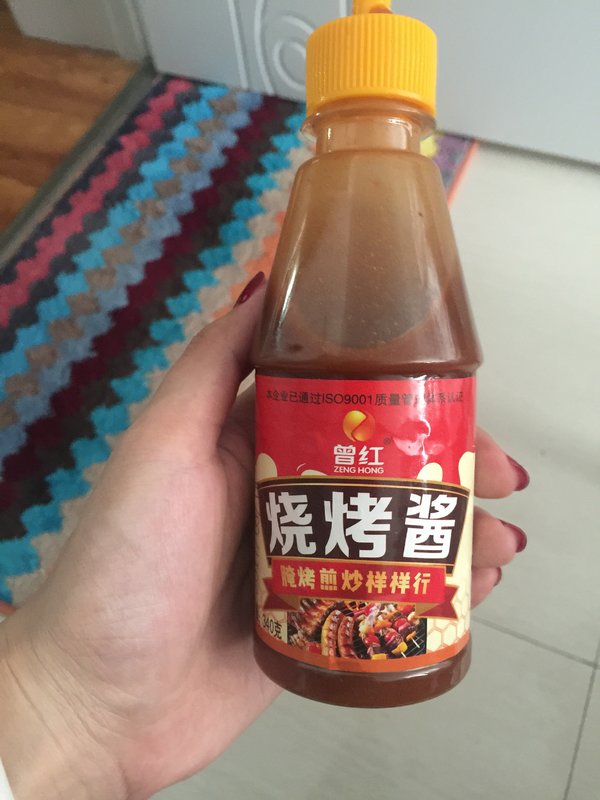 本企业已通过ISO9001质量管理体系认证
曾红®
ZENG HONG
烧烤酱
腌烤煎炒样样行
340克